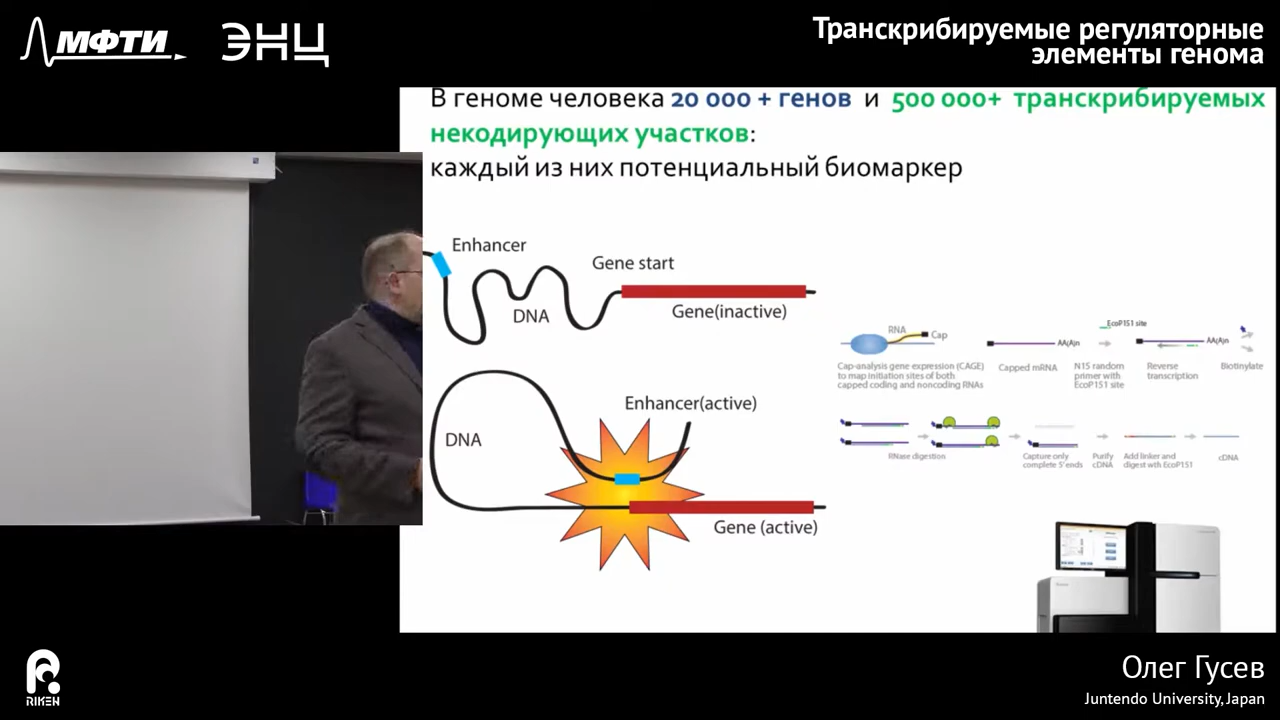 МФТИ
ЭНЦ
Транскрибируемые регуляторные
элементы генома
В геноме человека 20 000 + генов и 500 000+ транскрибируемых
некодирующих участков:
каждый из них потенциальный биомаркер
Enhancer
Gene start
DNA
Gene(inactive)
Enhancer(active)
DNA
Gene (active)
RNA
Cap
Cap-analysis gene expression (CAGE)
to map initiation sites of both
capped coding and noncoding RNAs
AA(A)n
Capped mRNA
EcoP151 site
N15 random
primer with
EcoP151 site
AA(A)n
Reverse
transcription
Biotinylate
RNase digestion
Capture only
complete 5' ends
Purify
cDNA
Add linker and
digest with EcoP151
cDNA
RIKEN
Олег Гусев
Juntendo University, Japan